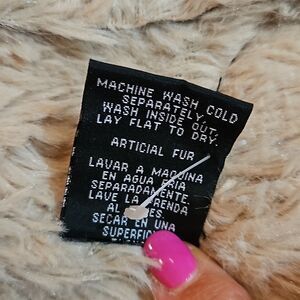 MACHINE WASH COLD
SEPARATELY.
WASH INSIDE OUT.
LAY FLAT TO DRY.
ARTICIAL FUR
LAVAR A MAQUINA
EN AGUA FRIA
SEPARADAMENTE.
LAVE LA PRENDA
AL
SECAR EN UNA